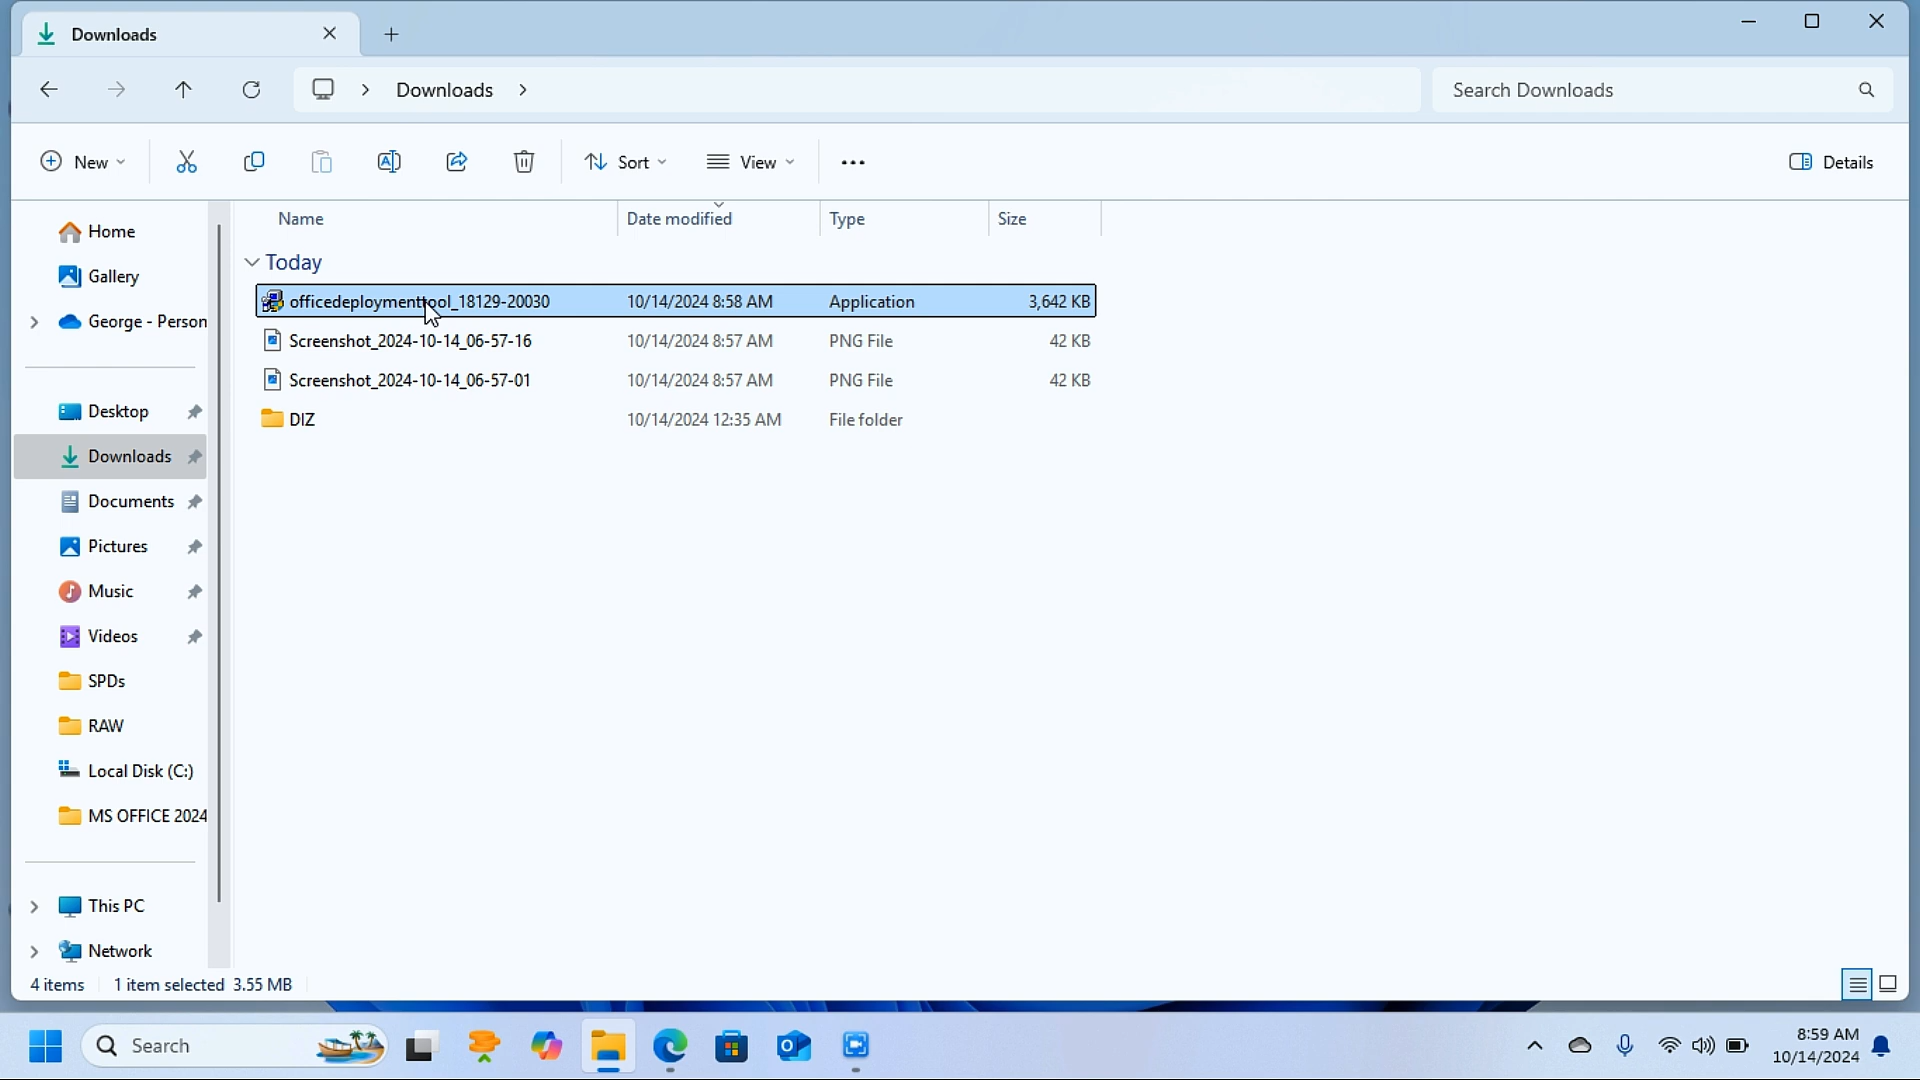 Downloads
Downloads
Search Downloads
New
Sort
View
Details
Name
Date modified
Type
Size
Today
officedeploymenttool_18129-20030
10/14/2024 8:58 AM
Application
3,642 KB
Screenshot_2024-10-14_06-57-16
10/14/2024 8:57 AM
PNG File
42 KB
Screenshot_2024-10-14_06-57-01
10/14/2024 8:57 AM
PNG File
42 KB
DIZ
10/14/2024 12:35 AM
File folder
Home
Gallery
George - Person
Desktop
Downloads
Documents
Pictures
Music
Videos
SPDs
RAW
Local Disk (C:)
MS OFFICE 2024
This PC
Network
4 items
1 item selected 3.55 MB
Search
8:59 AM
10/14/2024